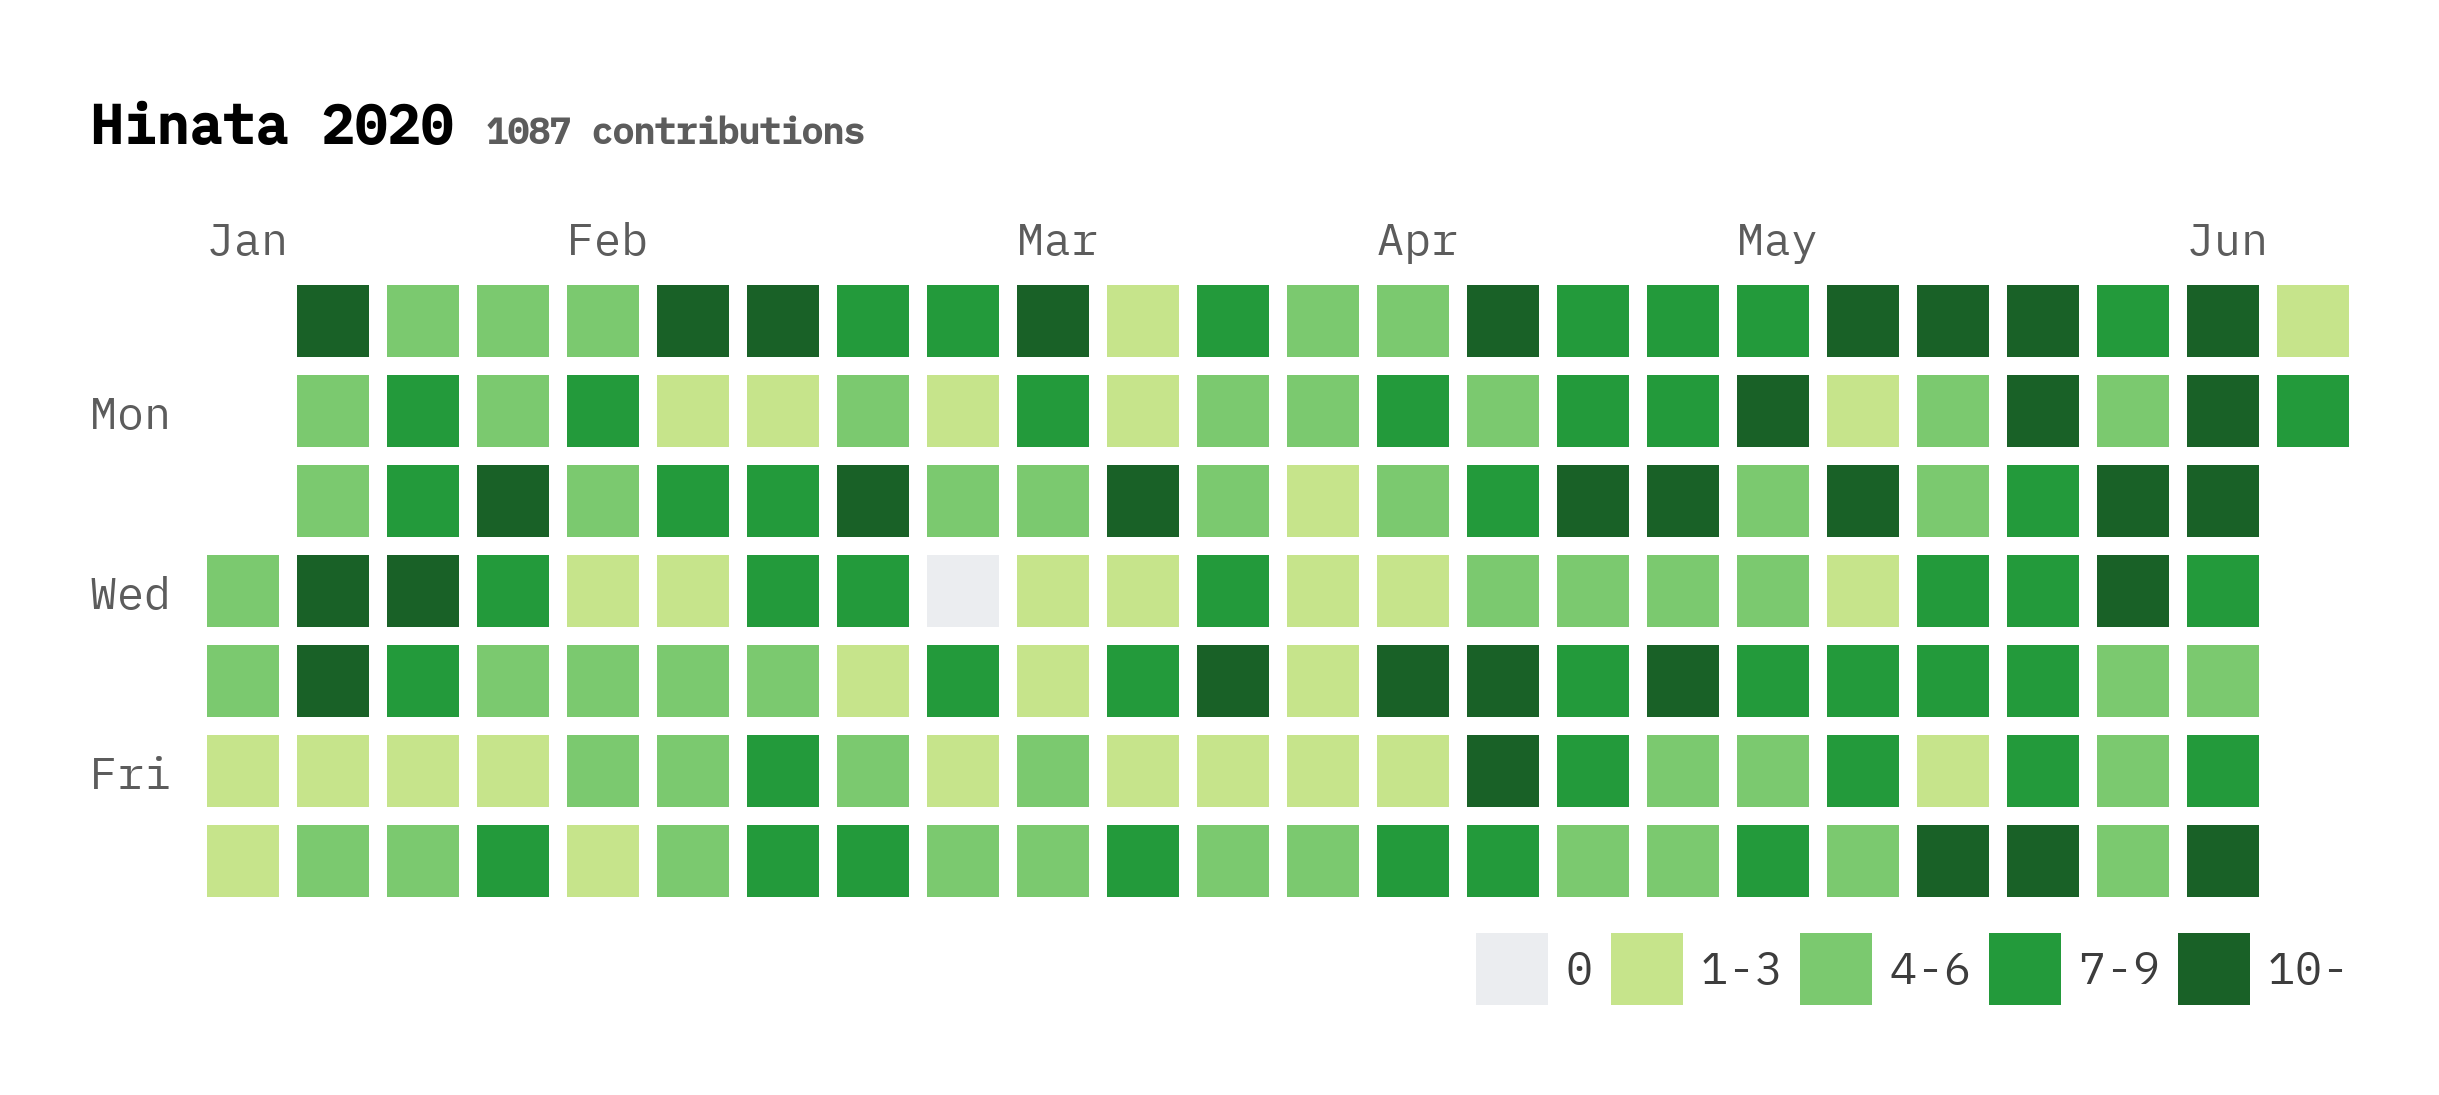 Hinata 2020 1087 contributions
Jan Feb Mar Apr May Jun
Mon
Wed
Fri
0 1-3 4-6 7-9 10-